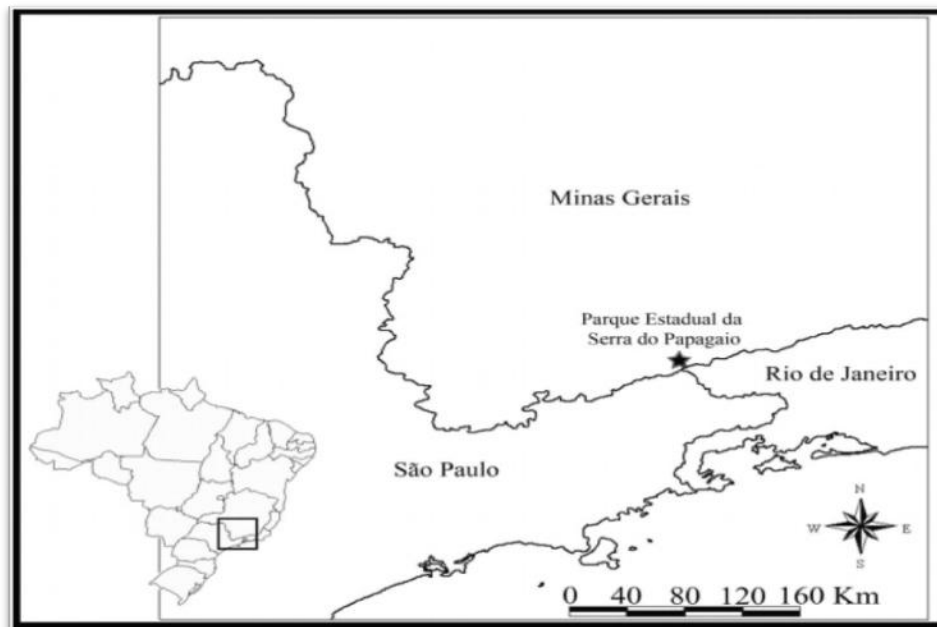 Minas Gerais
Parque Estadual da
Serra do Papagaio
Rio de Janeiro
São Paulo
N
W E
S
0 40 80 120 160 Km